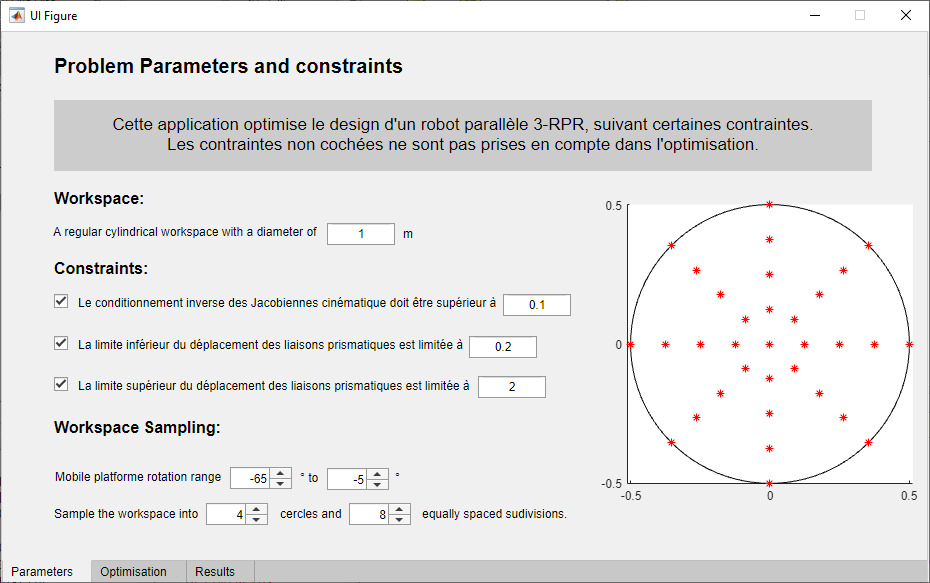 UI Figure
Problem Parameters and constraints
Cette application optimise le design d'un robot parallèle 3-RPR, suivant certaines contraintes.
Les contraintes non cochées ne sont pas prises en compte dans l'optimisation.
Workspace:
A regular cylindrical workspace with a diameter of 1 m
Constraints:
Le conditionnement inverse des Jacobiennes cinématique doit être supérieur à 0.1
La limite inférieur du déplacement des liaisons prismatiques est limitée à 0.2
La limite supérieur du déplacement des liaisons prismatiques est limitée à 2
Workspace Sampling:
Mobile platforme rotation range -65 ° to -5 °
Sample the workspace into 4 cercles and 8 equally spaced sudivisions.
0.5
0
-0.5
-0.5 0 0.5
Parameters Optimisation Results